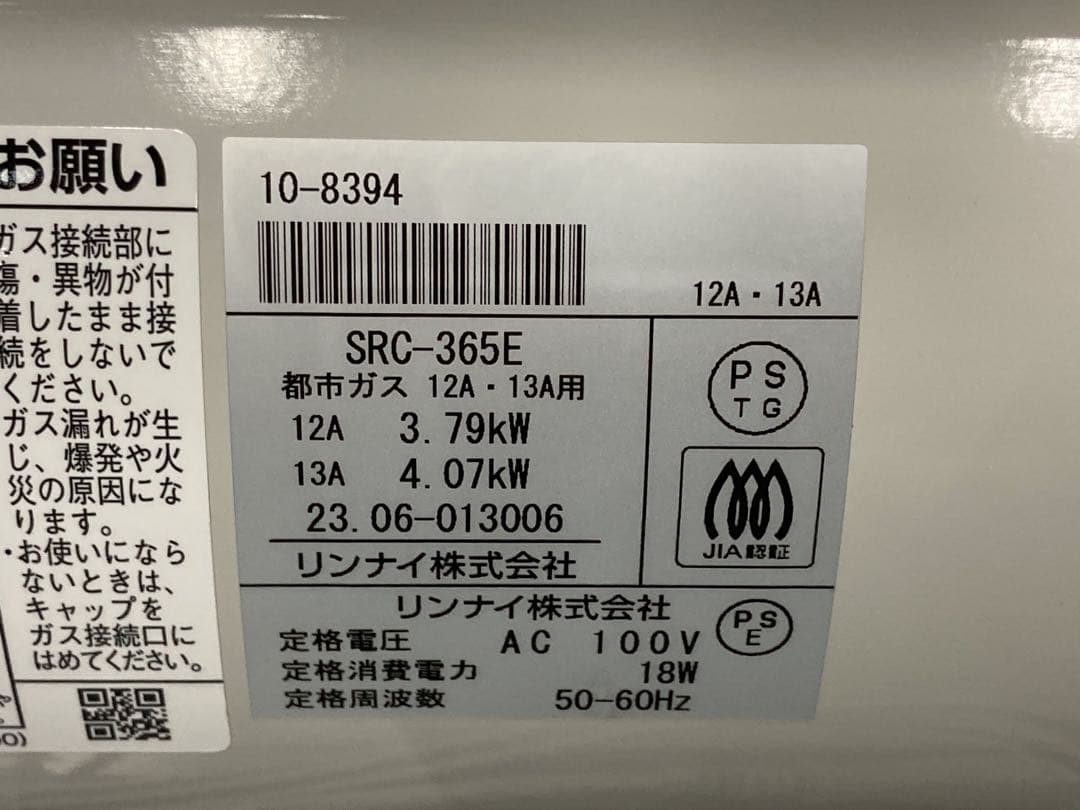 お願い
ガス接続部に
傷・異物が付
着したまま接
続をしないで
ください。
ガス漏れが生
じ、爆発や火
災の原因にな
ります。
・お使いになら
ないときは、
キャップを
ガス接続口に
はめてください。
10-8394
12A・13A
SRC-365E
都市ガス 12A・13A用
12A 3.79kW
13A 4.07kW
23.06-013006
リンナイ株式会社
PS
TG
JIA認証
リンナイ株式会社
定格電圧 AC 100V
定格消費電力 18W
定格周波数 50-60Hz
PS
E